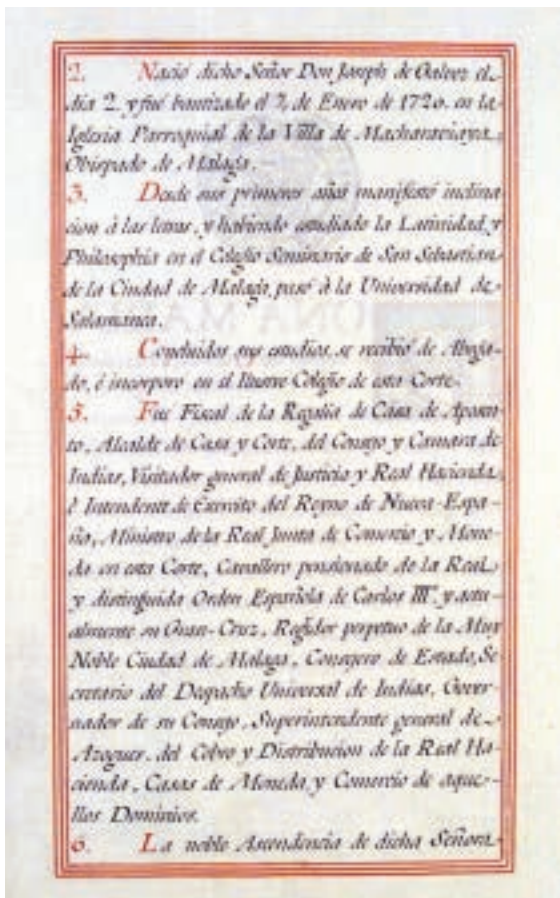 2. Nació dicho Señor Don Joseph de Galvez el
dia 2. y fué bautizado el 7. de Enero de 1720. en la
Iglesia Parroquial de la Villa de Macharaviaya,
Obispado de Malaga.
3. Desde sus primeros años manifestó inclina-
cion à las letras, y habiendo estudiado la Latinidad, y
Philosophia en el Colegio Seminario de San Sebastian
de la Ciudad de Malaga, pasó à la Universidad de
Salamanca.
4. Concluidos sus estudios, se recibió de Aboga-
do, é incorporo en el Ilustre Colegio de esta Corte.
5. Fue Fiscal de la Regalia de Casa de Aposen-
to, Alcalde de Casa y Corte, del Consejo y Camara de
Indias, Visitador general de Justicia y Real Hacienda,
è Intendente de Exercito del Reyno de Nueva-Espa-
ña, Ministro de la Real Junta de Comercio y Mone-
da en esta Corte, Cavallero pensionado de la Real
y distinguida Orden Española de Carlos III. y actu-
almente su Gran-Cruz, Regidor perpetuo de la Muy
Noble Ciudad de Malaga, Consejero de Estado, Se-
cretario del Despacho Universal de Indias, Gover-
nador de su Consejo, Superintendente general de
Azogues, del Cobro y Distribucion de la Real Ha-
cienda, Casas de Moneda, y Comercio de aque-
llos Dominios.
6. La noble Ascendencia de dicha Señora